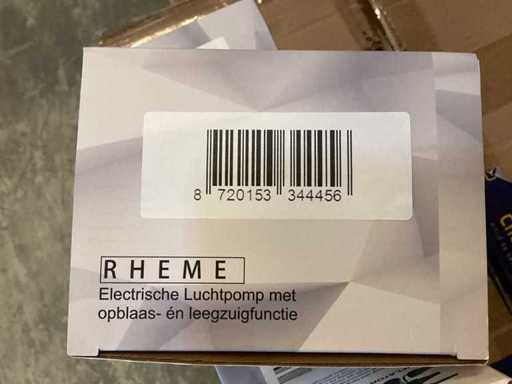 8 720153 344456
RHEME
Electrische Luchtpomp met
opblaas- én leegzuigfunctie